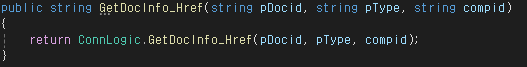 public string GetDocInfo_Href(string pDocid, string pType, string compid)
{
return ConnLogic.GetDocInfo_Href(pDocid, pType, compid);
}